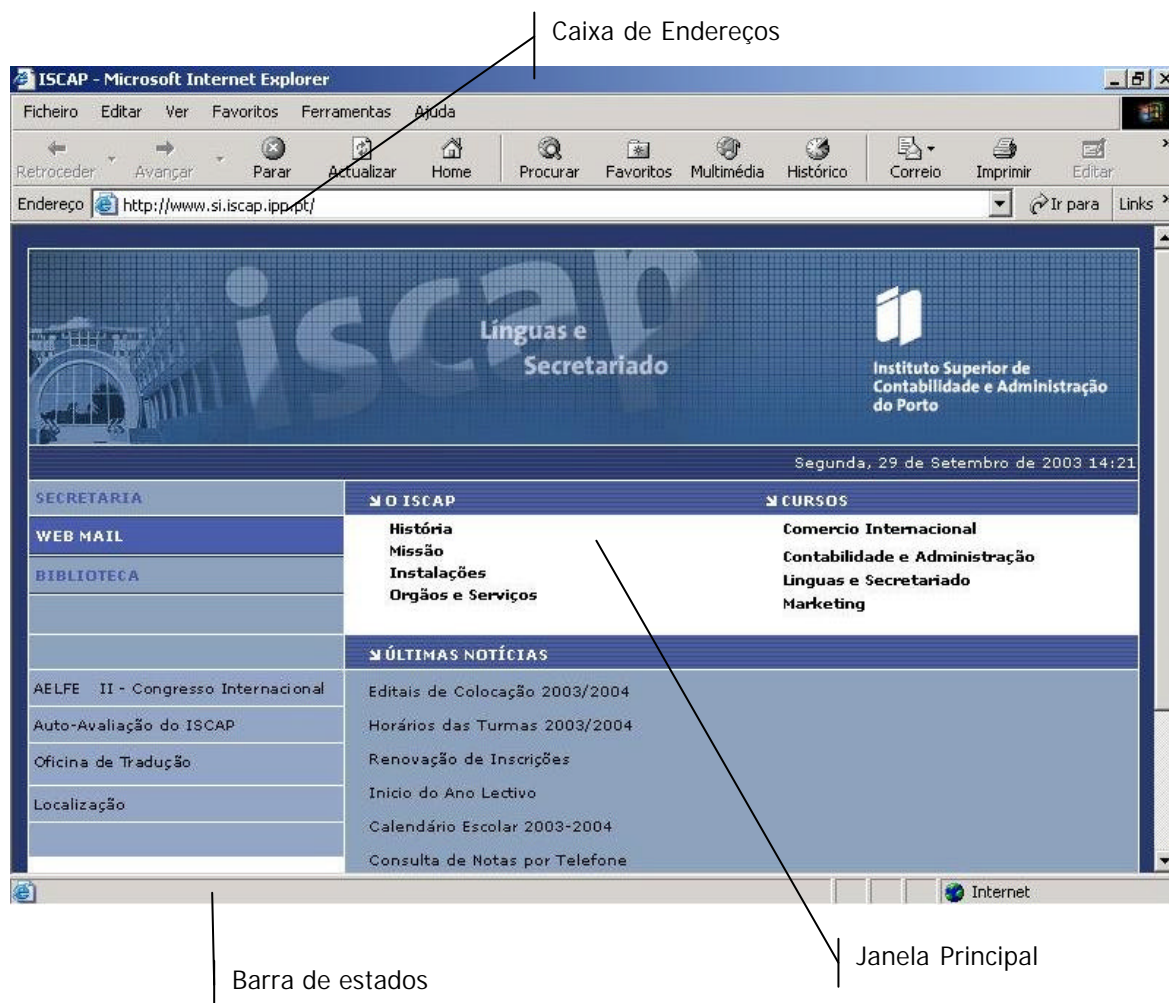 Caixa de Endereços
ISCAP - Microsoft Internet Explorer
Ficheiro Editar Ver Favoritos Ferramentas Ajuda
Retroceder Avançar Parar Actualizar Home Procurar Favoritos Multimédia Histórico Correio Imprimir Editar
Endereço http://www.si.iscap.ipp.pt/ Ir para Links
iscap
Línguas e
Secretariado
Instituto Superior de
Contabilidade e Administração
do Porto
Segunda, 29 de Setembro de 2003 14:21
SECRETARIA
WEB MAIL
BIBLIOTECA
AELFE II - Congresso Internacional
Auto-Avaliação do ISCAP
Oficina de Tradução
Localização
O ISCAP
História
Missão
Instalações
Orgãos e Serviços
CURSOS
Comercio Internacional
Contabilidade e Administração
Linguas e Secretariado
Marketing
ÚLTIMAS NOTÍCIAS
Editais de Colocação 2003/2004
Horários das Turmas 2003/2004
Renovação de Inscrições
Inicio do Ano Lectivo
Calendário Escolar 2003-2004
Consulta de Notas por Telefone
Internet
Janela Principal
Barra de estados